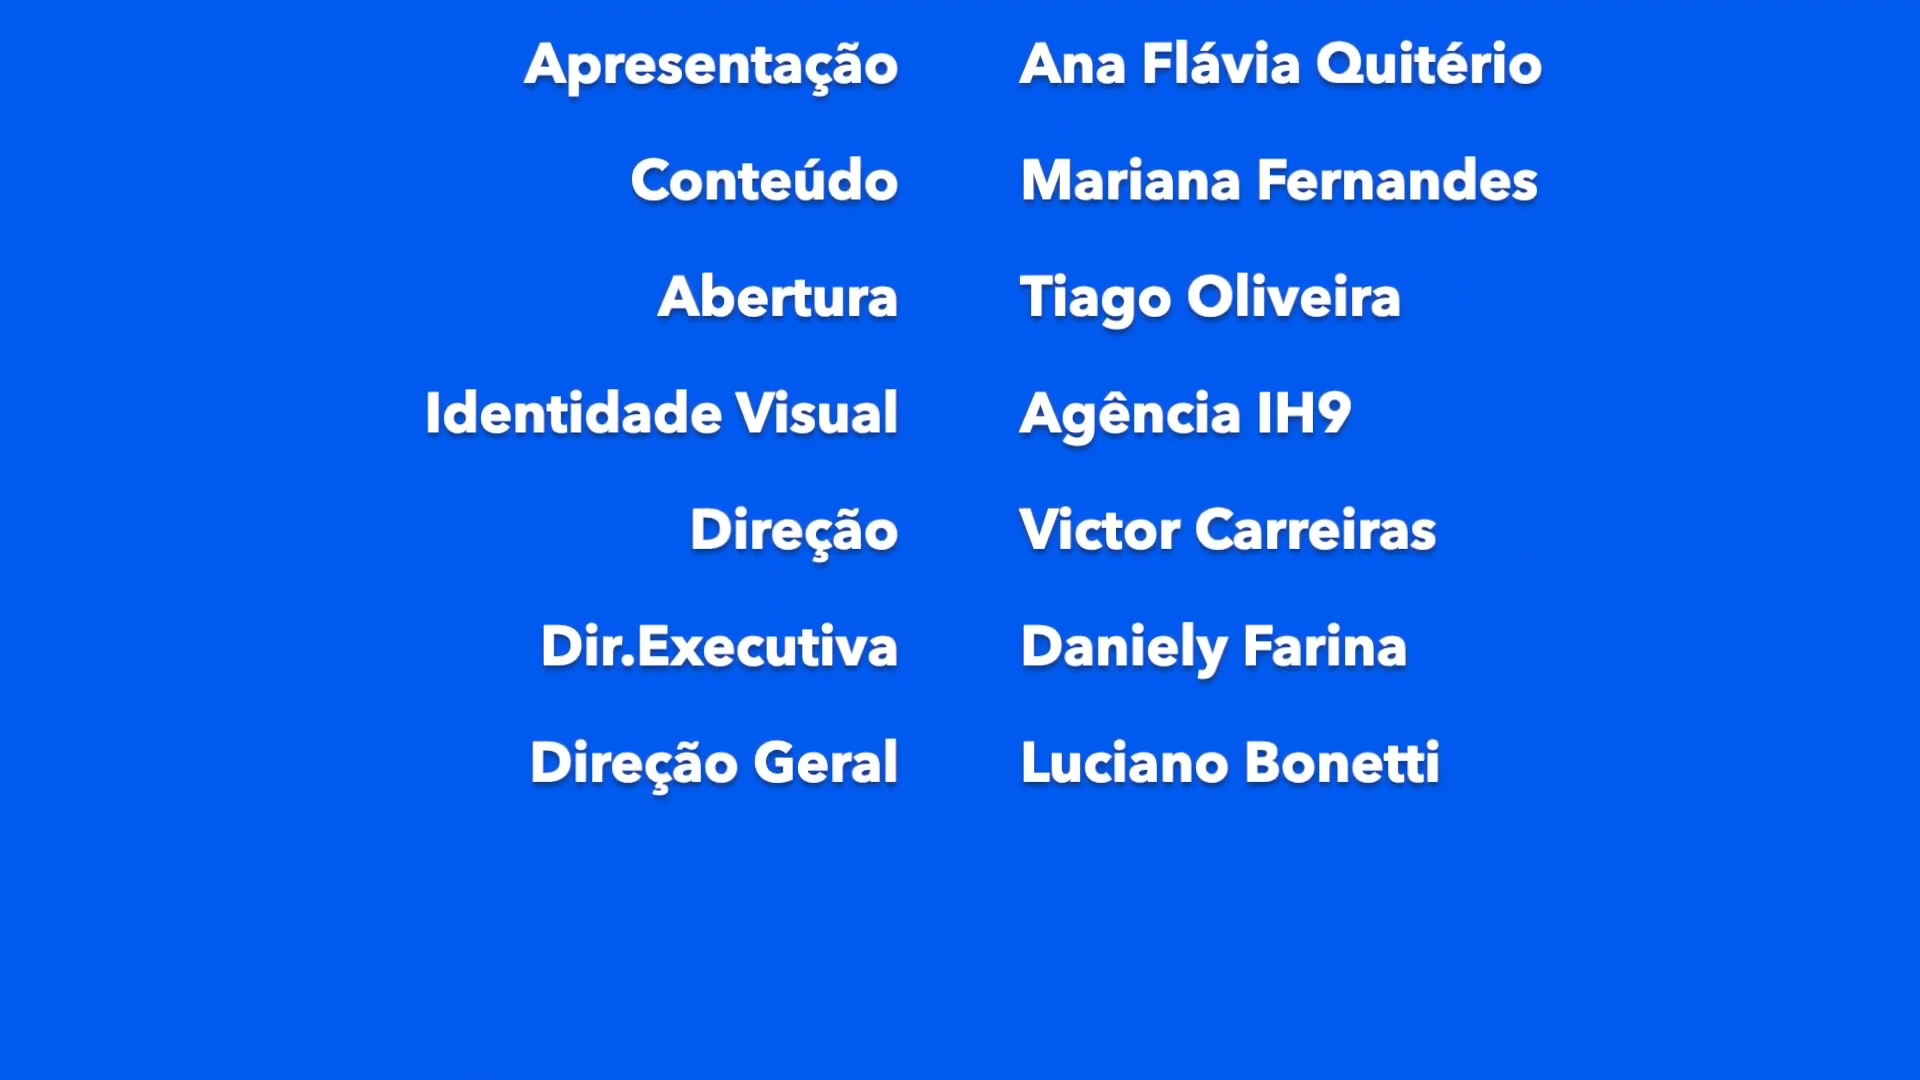 Apresentação Ana Flávia Quitério
Conteúdo Mariana Fernandes
Abertura Tiago Oliveira
Identidade Visual Agência IH9
Direção Victor Carreiras
Dir.Executiva Daniely Farina
Direção Geral Luciano Bonetti